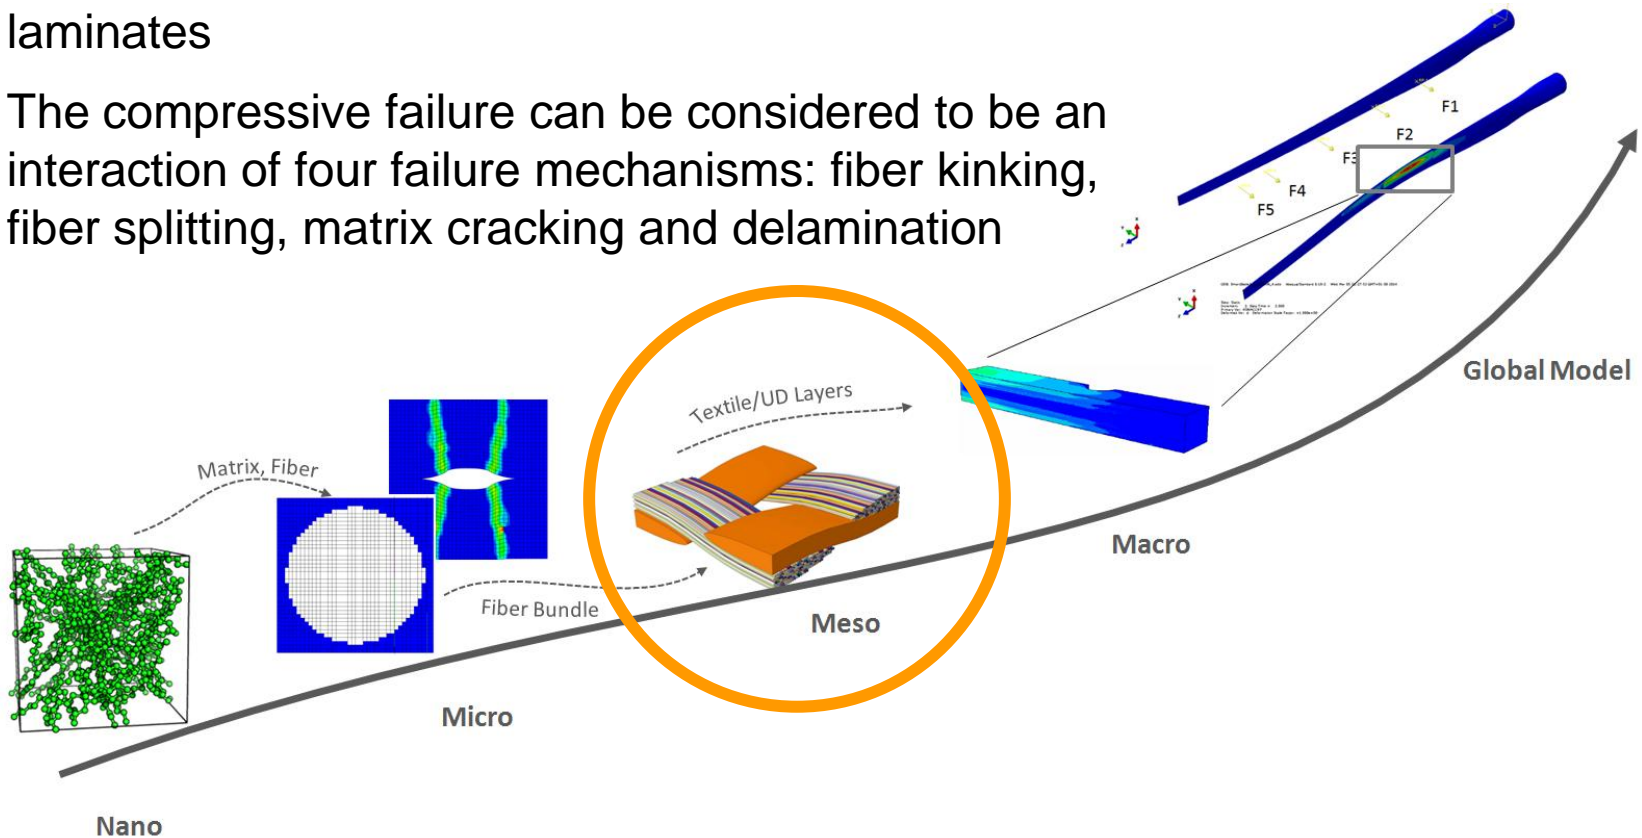 laminates
The compressive failure can be considered to be an
interaction of four failure mechanisms: fiber kinking,
fiber splitting, matrix cracking and delamination
F1
F2
F3
F4
F5
Global Model
Textile/UD Layers
Matrix, Fiber
Macro
Fiber Bundle
Meso
Micro
Nano